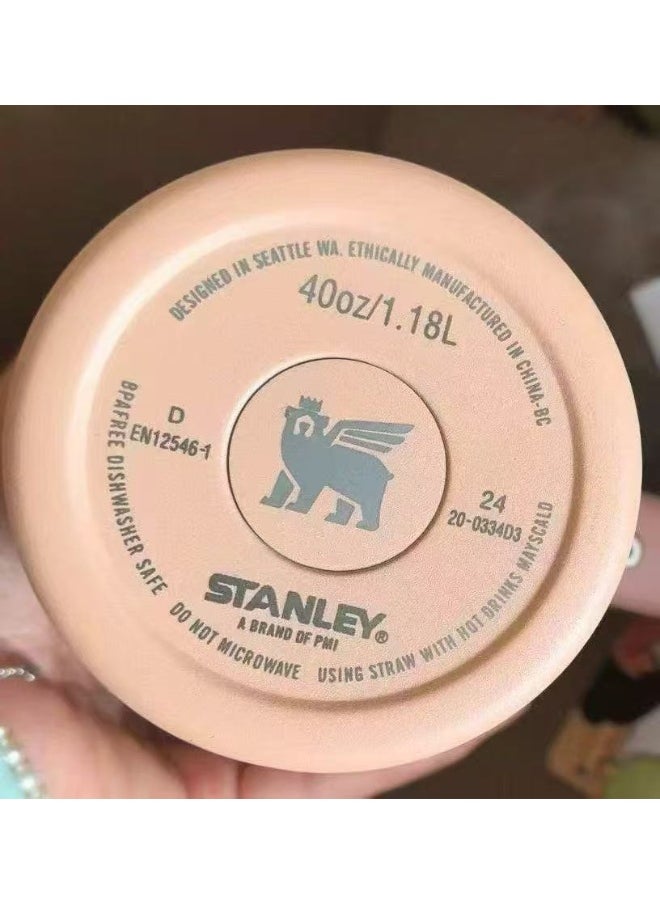 DESIGNED IN SEATTLE WA. ETHICALLY MANUFACTURED IN CHINA-BC
40oz/1.18L
D
EN12546-1
24
20-0334D3
STANLEY®
A BRAND OF PMI
BPAFREE DISHWASHER SAFE DO NOT MICROWAVE USING STRAW WITH HOT DRINKS MAYSCALD